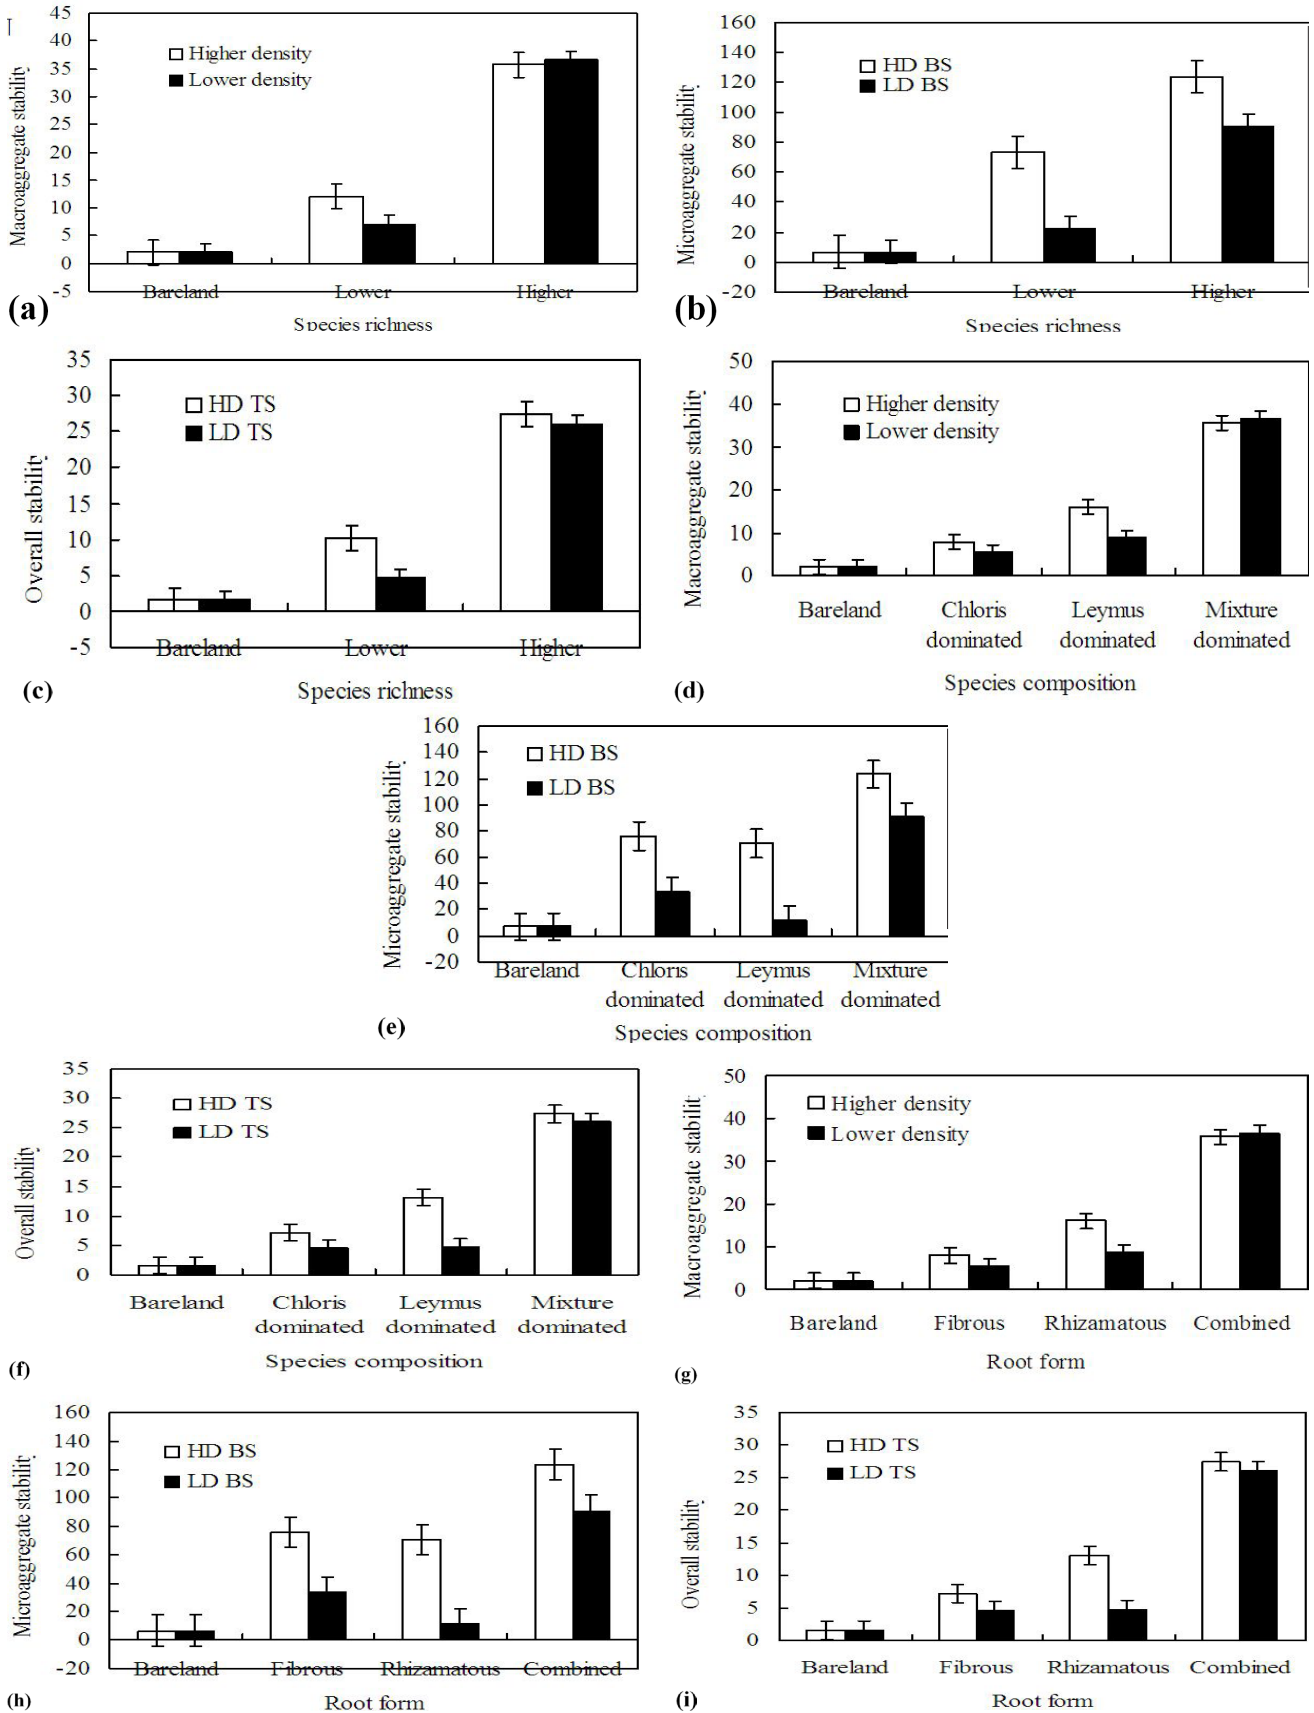 45
40
35
30
25
20
15
10
5
0
-5
Macroaggregate stability
Higher density
Lower density
Bareland Lower Higher
Species richness
(a)
160
140
120
100
80
60
40
20
0
-20
Microaggregate stability
HD BS
LD BS
Bareland Lower Higher
Species richness
(b)
35
30
25
20
15
10
5
0
-5
Overall stability
HD TS
LD TS
Bareland Lower Higher
Species richness
(c)
50
40
30
20
10
0
Macroaggregate stability
Higher density
Lower density
Bareland Chloris Leymus Mixture
dominated dominated dominated
Species composition
(d)
160
140
120
100
80
60
40
20
0
-20
Microaggregate stability
HD BS
LD BS
Bareland Chloris Leymus Mixture
dominated dominated dominated
Species composition
(e)
35
30
25
20
15
10
5
0
Overall stability
HD TS
LD TS
Bareland Chloris Leymus Mixture
dominated dominated dominated
Species composition
(f)
50
40
30
20
10
0
Macroaggregate stability
Higher density
Lower density
Bareland Fibrous Rhizamatous Combined
Root form
(g)
160
140
120
100
80
60
40
20
0
-20
Microaggregate stability
HD BS
LD BS
Bareland Fibrous Rhizamatous Combined
Root form
(h)
35
30
25
20
15
10
5
0
Overall stability
HD TS
LD TS
Bareland Fibrous Rhizamatous Combined
Root form
(i)